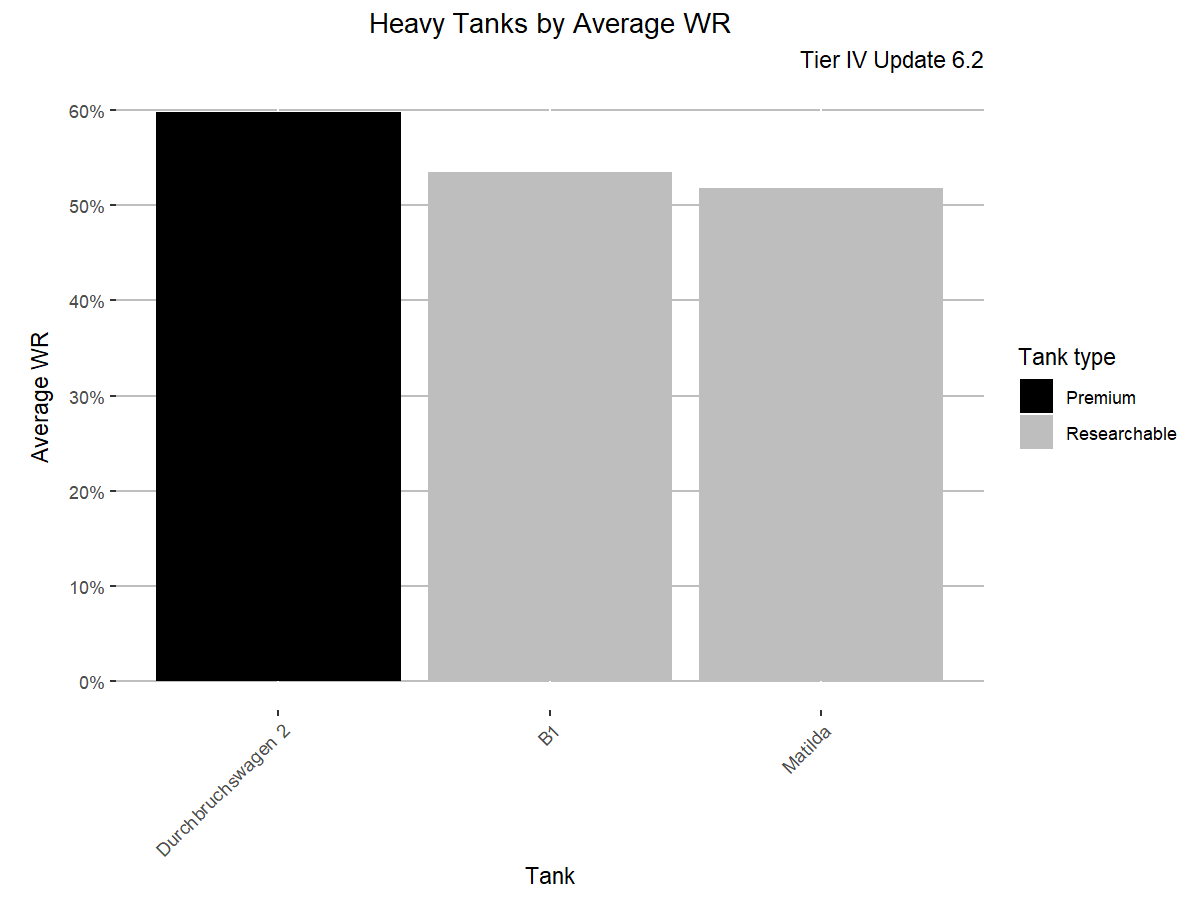 Heavy Tanks by Average WR
Tier IV Update 6.2
60%
50%
40%
30%
20%
10%
0%
Average WR
Durchbruchswagen 2
B1
Matilda
Tank
Tank type
Premium
Researchable